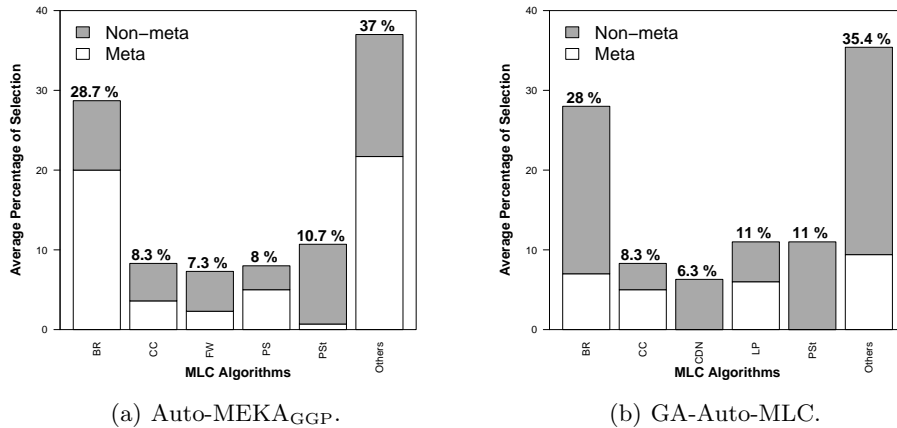 40
30
20
10
0
Average Percentage of Selection
Non−meta
Meta
28.7 %
8.3 %
7.3 %
8 %
10.7 %
37 %
BR
CC
FW
PS
PSt
Others
MLC Algorithms
(a) Auto-MEKAGGP.
40
30
20
10
0
Average Percentage of Selection
Non−meta
Meta
28 %
8.3 %
6.3 %
11 %
11 %
35.4 %
BR
CC
CDN
LP
PSt
Others
MLC Algorithms
(b) GA-Auto-MLC.